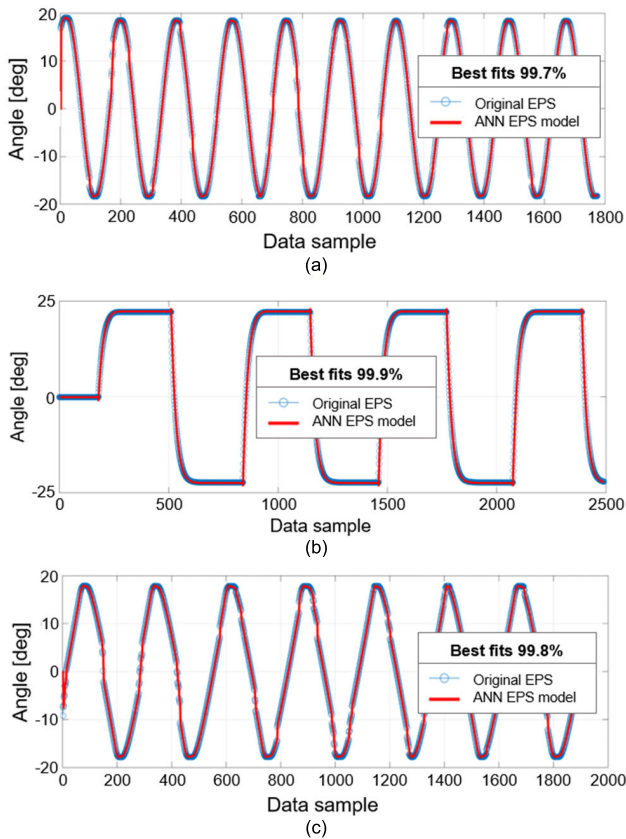 20
10
0
-10
-20
Angle [deg]
Best fits 99.7%
Original EPS
ANN EPS model
0 200 400 600 800 1000 1200 1400 1600 1800
Data sample
(a)
25
0
-25
Angle [deg]
Best fits 99.9%
Original EPS
ANN EPS model
0 500 1000 1500 2000 2500
Data sample
(b)
20
10
0
-10
-20
Angle [deg]
Best fits 99.8%
Original EPS
ANN EPS model
0 200 400 600 800 1000 1200 1400 1600 1800 2000
Data sample
(c)